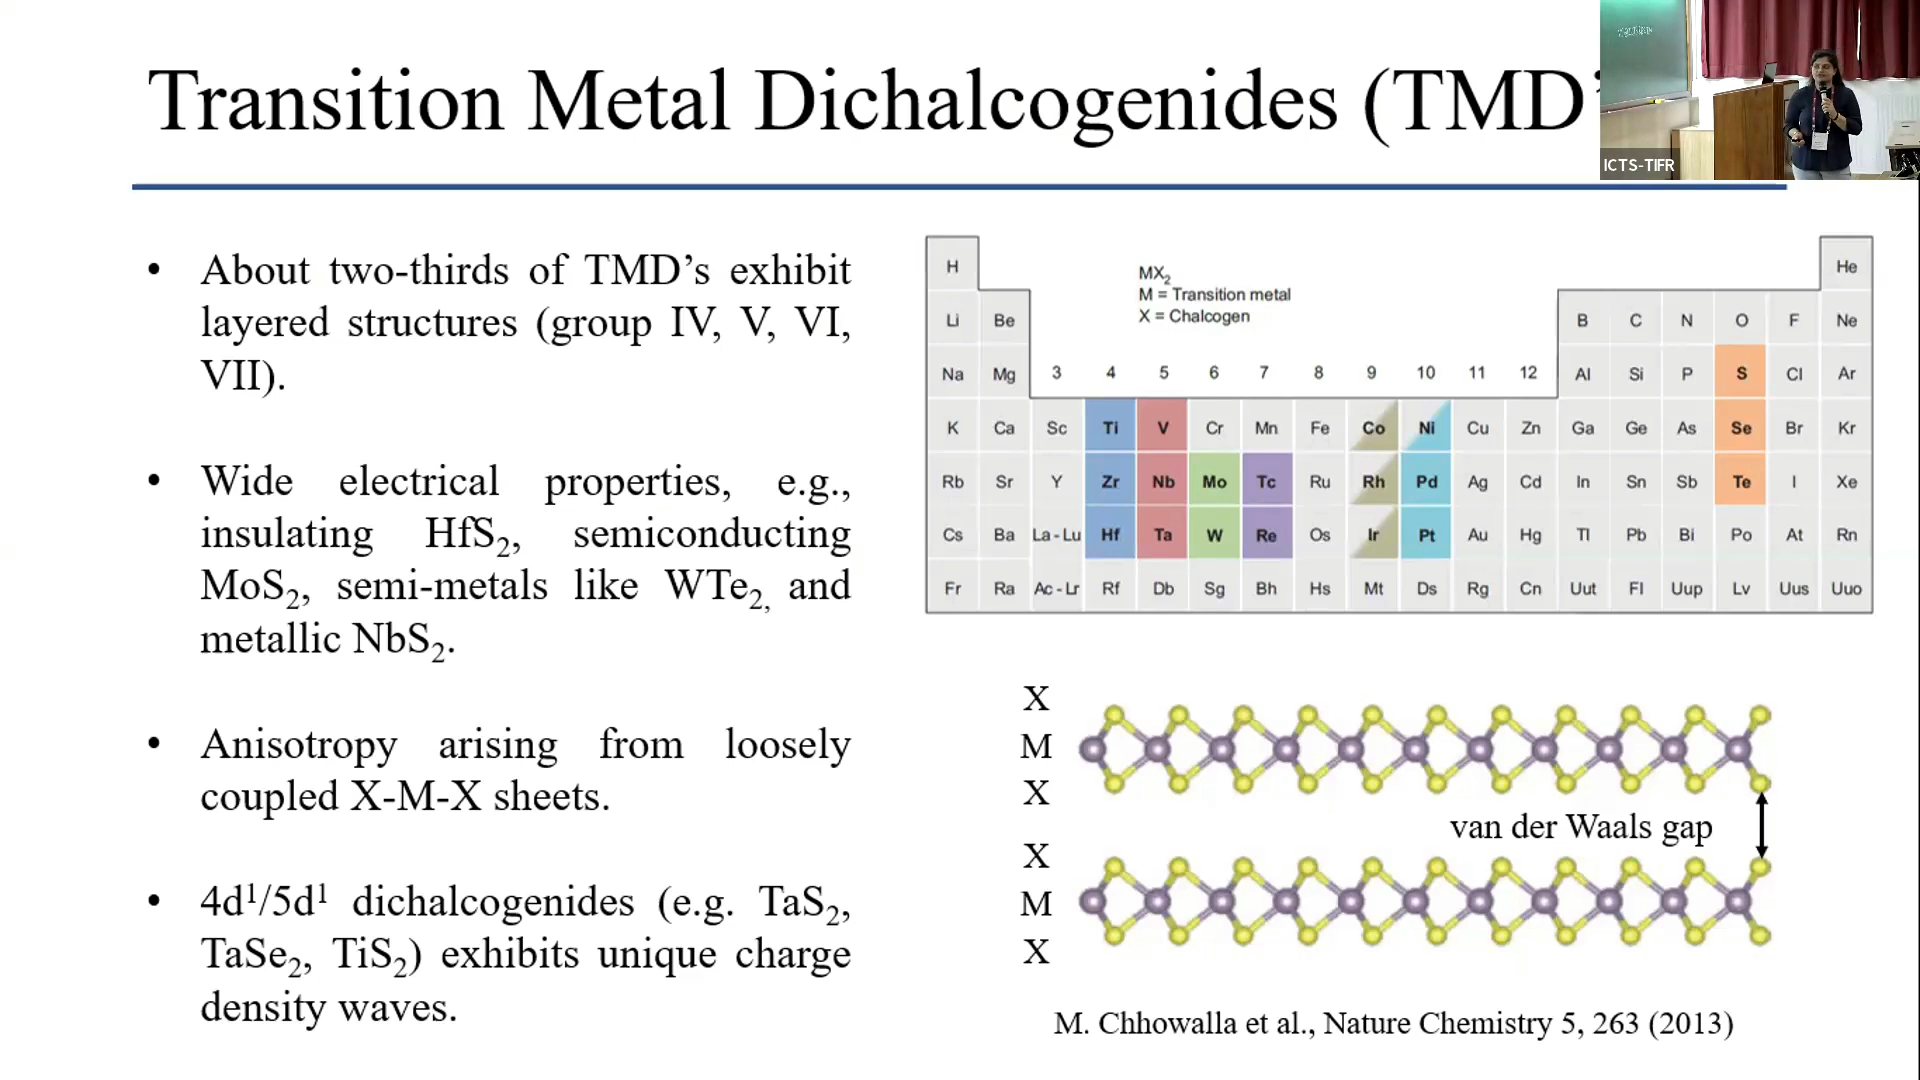 Transition Metal Dichalcogenides (TMD'
ICTS-TIFR
• About two-thirds of TMD’s exhibit
layered structures (group IV, V, VI,
VII).
• Wide electrical properties, e.g.,
insulating HfS₂, semiconducting
MoS₂, semi-metals like WTe₂, and
metallic NbS₂.
• Anisotropy arising from loosely
coupled X-M-X sheets.
• 4d¹/5d¹ dichalcogenides (e.g. TaS₂,
TaSe₂, TiS₂) exhibits unique charge
density waves.
H He
MX₂
M = Transition metal
X = Chalcogen
Li Be B C N O F Ne
Na Mg 3 4 5 6 7 8 9 10 11 12 Al Si P S Cl Ar
K Ca Sc Ti V Cr Mn Fe Co Ni Cu Zn Ga Ge As Se Br Kr
Rb Sr Y Zr Nb Mo Tc Ru Rh Pd Ag Cd In Sn Sb Te I Xe
Cs Ba La - Lu Hf Ta W Re Os Ir Pt Au Hg Tl Pb Bi Po At Rn
Fr Ra Ac - Lr Rf Db Sg Bh Hs Mt Ds Rg Cn Uut Fl Uup Lv Uus Uuo
X
M
X
van der Waals gap
X
M
X
M. Chhowalla et al., Nature Chemistry 5, 263 (2013)